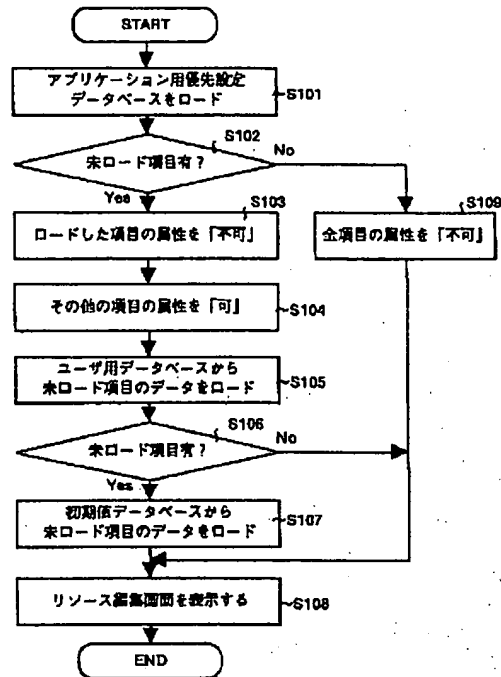 START
アプリケーション用優先設定
データベースをロード
S101
S102
未ロード項目有?
No
Yes
S103
S109
ロードした項目の属性を「不可」
全項目の属性を「不可」
その他の項目の属性を「可」
S104
ユーザ用データベースから
未ロード項目のデータをロード
S105
S106
未ロード項目有?
No
Yes
初期値データベースから
未ロード項目のデータをロード
S107
リソース編集画面を表示する
S108
END